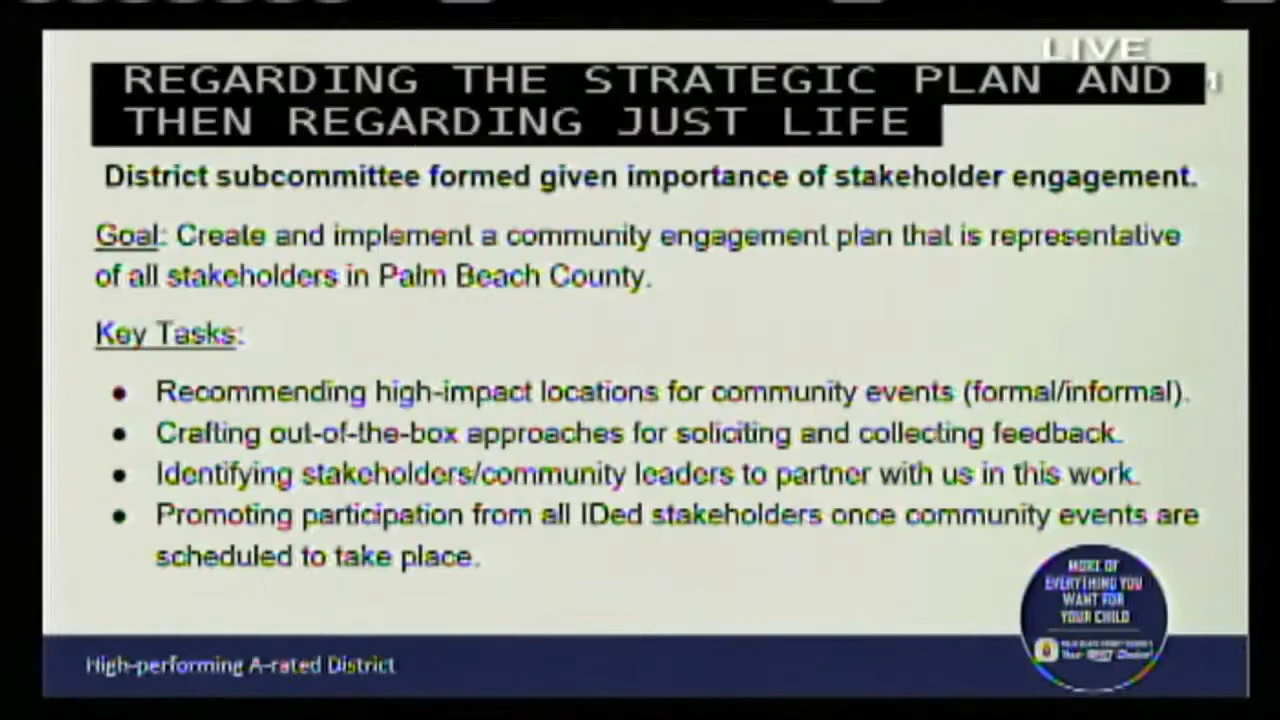 LIVE
REGARDING THE STRATEGIC PLAN AND
THEN REGARDING JUST LIFE
District subcommittee formed given importance of stakeholder engagement.
Goal: Create and implement a community engagement plan that is representative
of all stakeholders in Palm Beach County.
Key Tasks:
● Recommending high-impact locations for community events (formal/informal).
● Crafting out-of-the-box approaches for soliciting and collecting feedback.
● Identifying stakeholders/community leaders to partner with us in this work.
● Promoting participation from all IDed stakeholders once community events are
scheduled to take place.
MORE OF
EVERYTHING YOU
WANT FOR
YOUR CHILD
Your BEST Choice!
High-performing A-rated District